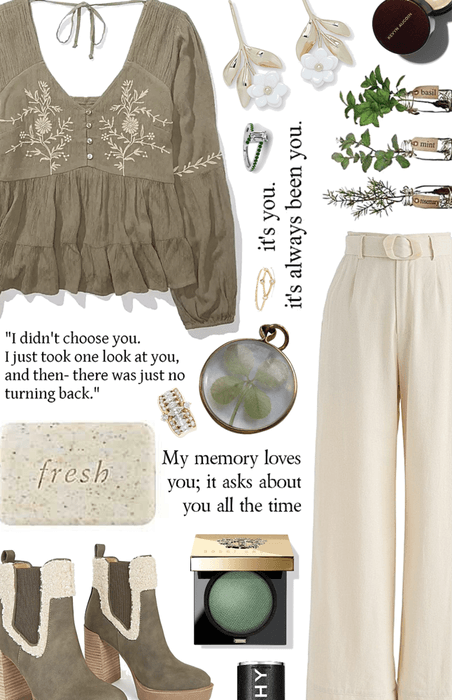 basil
mint
it's you.
it's always been you.
"I didn't choose you.
I just took one look at you,
and then- there was just no
turning back."
fresh
My memory loves
you; it asks about
you all the time
HY